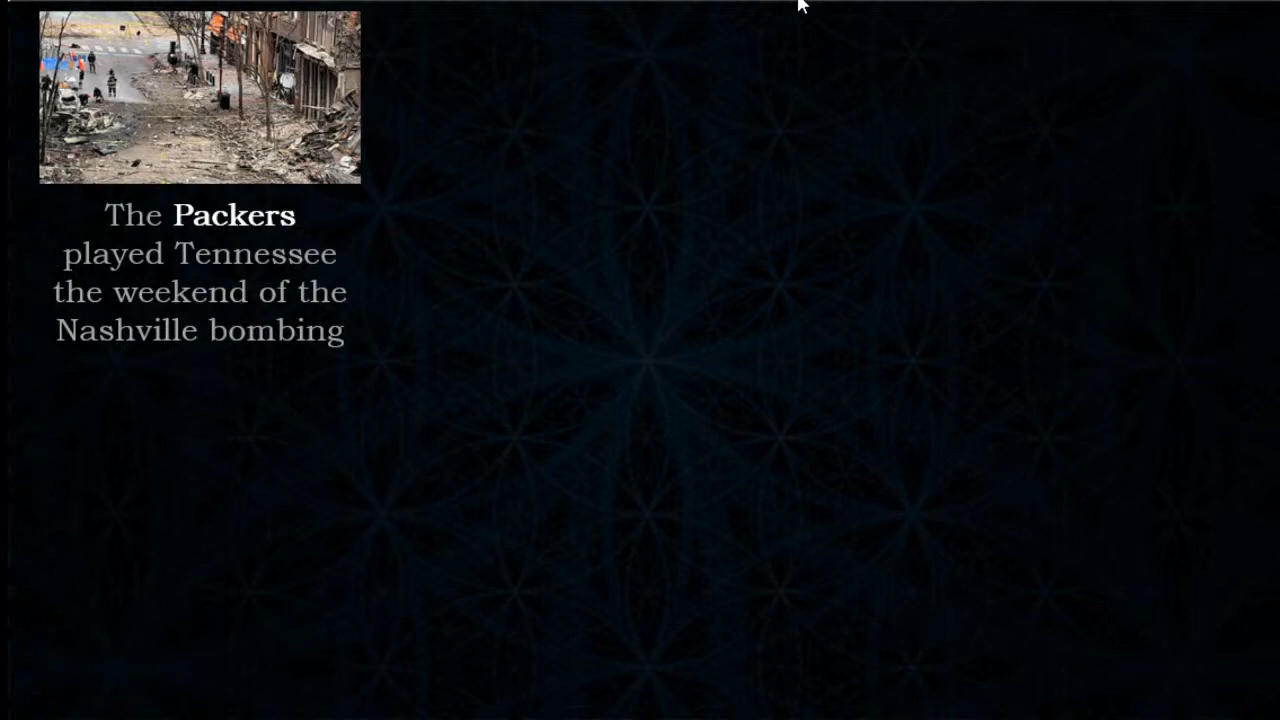 The Packers
played Tennessee
the weekend of the
Nashville bombing